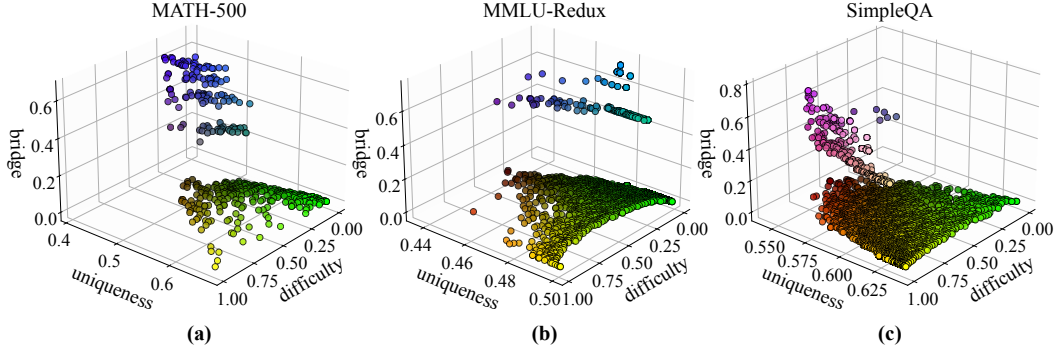 MATH-500
MMLU-Redux
SimpleQA
bridge
0.6
0.4
0.2
0.0
0.4
0.5
0.6
uniqueness
1.00
0.75
0.50
0.25
0.00
difficulty
bridge
0.6
0.4
0.2
0.0
0.44
0.46
0.48
0.50
uniqueness
1.00
0.75
0.50
0.25
0.00
difficulty
bridge
0.8
0.6
0.4
0.2
0.0
0.550
0.575
0.600
0.625
uniqueness
1.00
0.75
0.50
0.25
0.00
difficulty
(a)
(b)
(c)